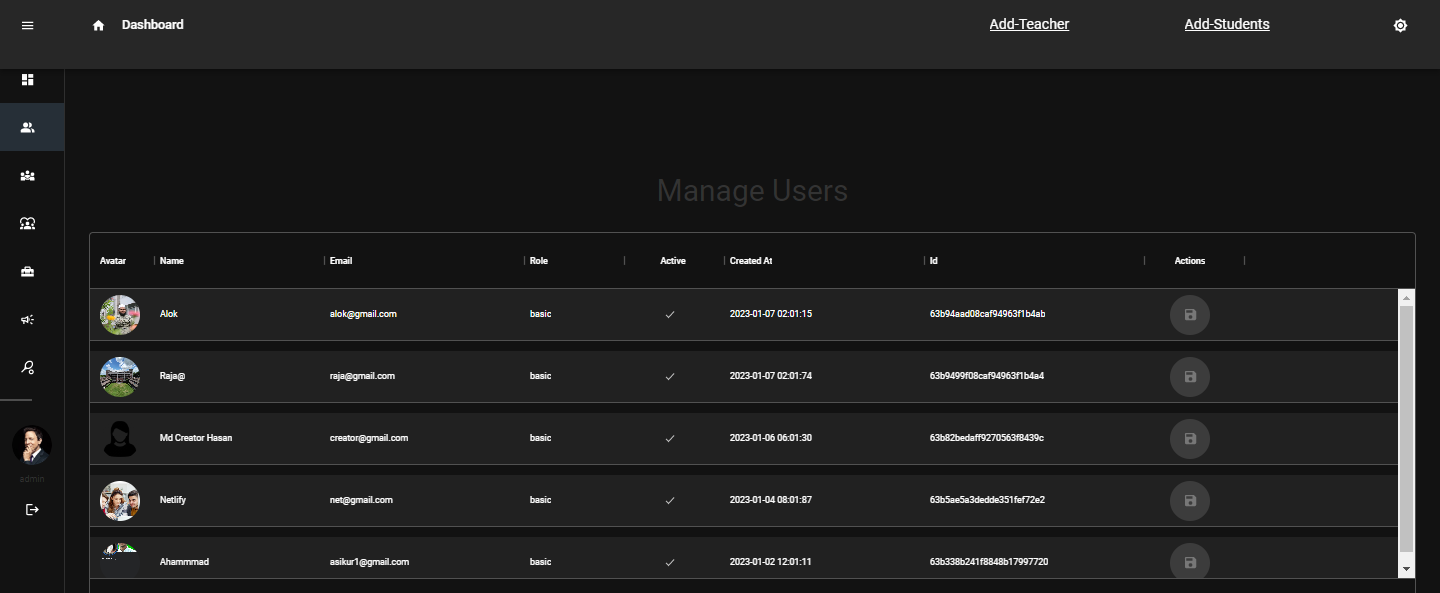 Dashboard Add-Teacher Add-Students
Manage Users
Avatar Name Email Role Active Created At Id Actions
Alok alok@gmail.com basic 2023-01-07 02:01:15 63b94aad08caf94963f1b4ab
Raja@ raja@gmail.com basic 2023-01-07 02:01:74 63b9499f08caf94963f1b4a4
Md Creator Hasan creator@gmail.com basic 2023-01-06 06:01:30 63b82bedaff9270563f8439c
Netlify net@gmail.com basic 2023-01-04 08:01:87 63b5ae5a3dedde351fef72e2
Ahammmad asikur1@gmail.com basic 2023-01-02 12:01:11 63b338b241f8848b17997720
admin